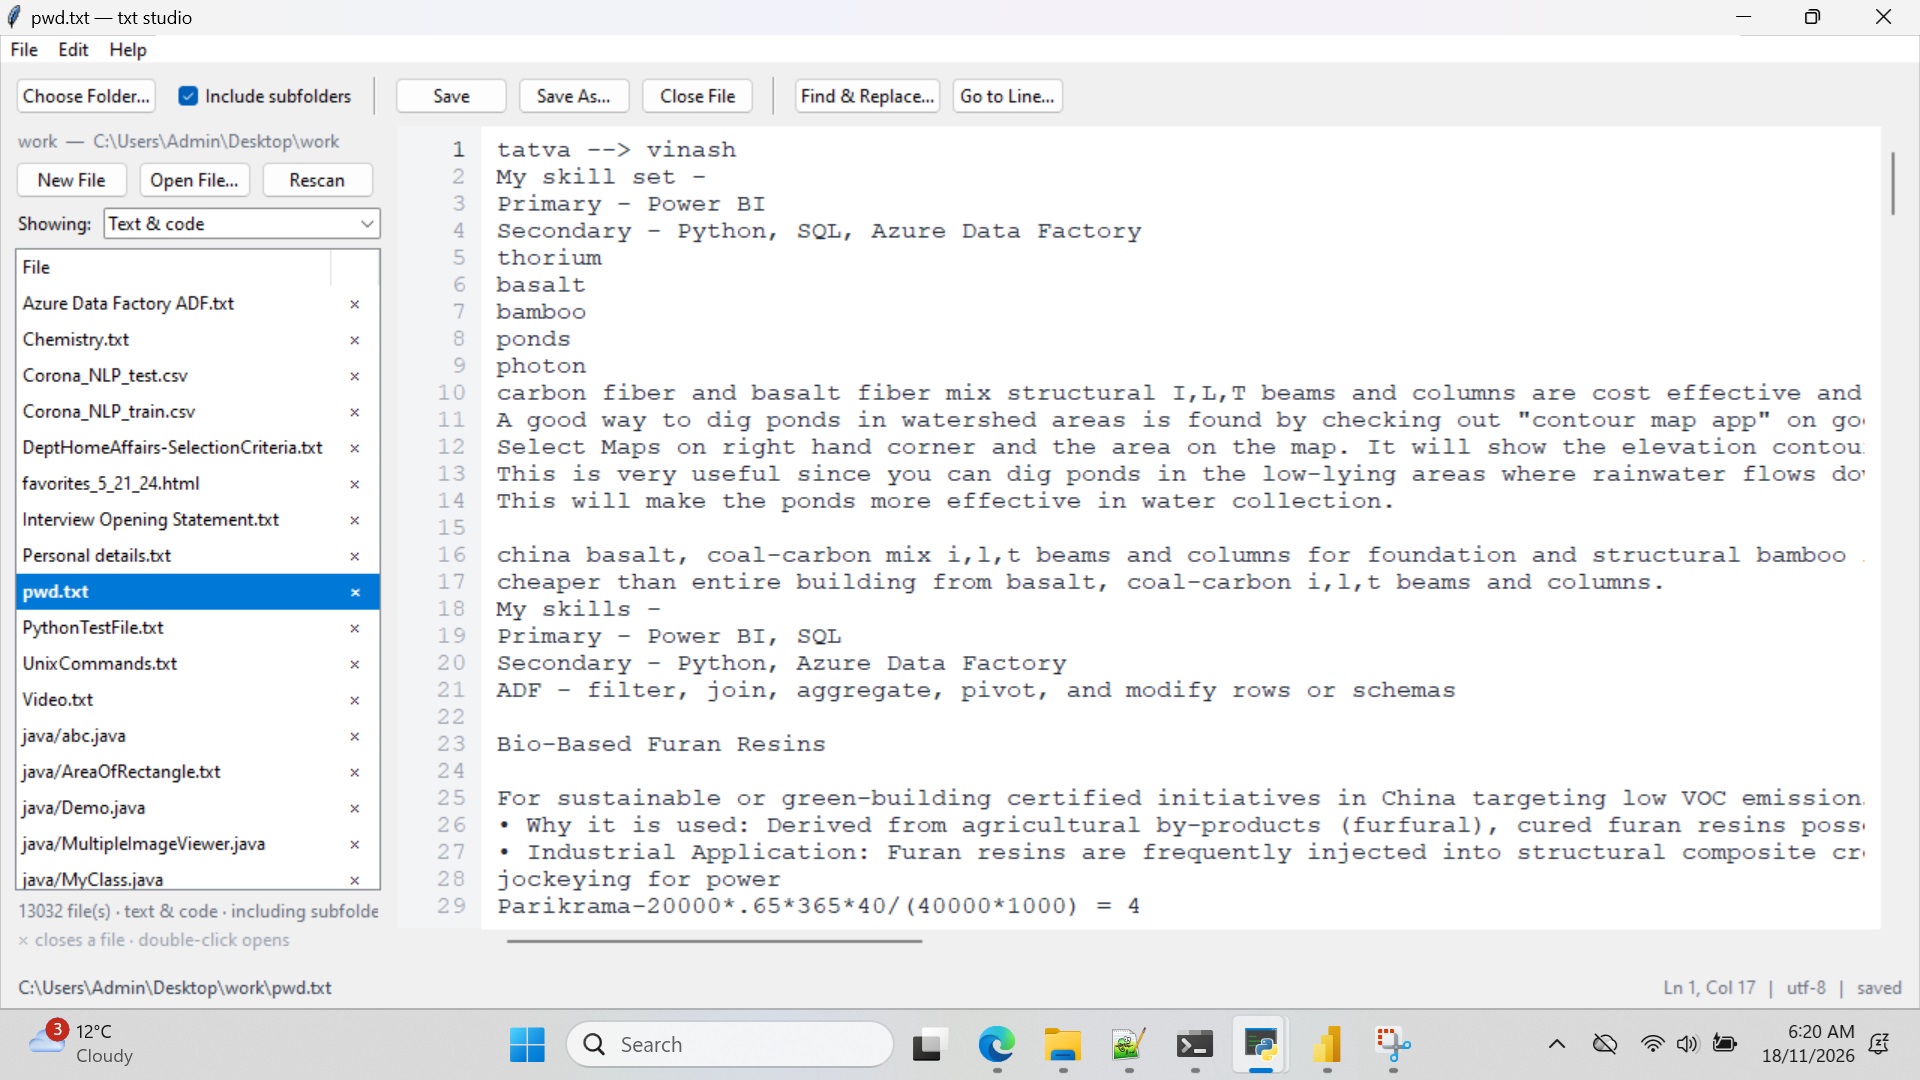 pwd.txt — txt studio
File Edit Help
Choose Folder... Include subfolders Save Save As... Close File Find & Replace... Go to Line...
work — C:\Users\Admin\Desktop\work
New File Open File... Rescan
Showing: Text & code
File
Azure Data Factory ADF.txt ×
Chemistry.txt ×
Corona_NLP_test.csv ×
Corona_NLP_train.csv ×
DeptHomeAffairs-SelectionCriteria.txt ×
favorites_5_21_24.html ×
Interview Opening Statement.txt ×
Personal details.txt ×
pwd.txt ×
PythonTestFile.txt ×
UnixCommands.txt ×
Video.txt ×
java/abc.java ×
java/AreaOfRectangle.txt ×
java/Demo.java ×
java/MultipleImageViewer.java ×
java/MyClass.java ×
13032 file(s) · text & code · including subfolde
× closes a file · double-click opens
1 tatva --> vinash
2 My skill set -
3 Primary - Power BI
4 Secondary - Python, SQL, Azure Data Factory
5 thorium
6 basalt
7 bamboo
8 ponds
9 photon
10 carbon fiber and basalt fiber mix structural I,L,T beams and columns are cost effective and
11 A good way to dig ponds in watershed areas is found by checking out "contour map app" on
12 Select Maps on right hand corner and the area on the map. It will show the elevation
13 This is very useful since you can dig ponds in the low-lying areas where rainwater flows
14 This will make the ponds more effective in water collection.
15
16 china basalt, coal-carbon mix i,l,t beams and columns for foundation and structural bamboo
17 cheaper than entire building from basalt, coal-carbon i,l,t beams and columns.
18 My skills -
19 Primary - Power BI, SQL
20 Secondary - Python, Azure Data Factory
21 ADF - filter, join, aggregate, pivot, and modify rows or schemas
22
23 Bio-Based Furan Resins
24
25 For sustainable or green-building certified initiatives in China targeting low VOC emission
26 • Why it is used: Derived from agricultural by-products (furfural), cured furan resins
27 • Industrial Application: Furan resins are frequently injected into structural composite
28 jockeying for power
29 Parikrama-20000*.65*365*40/(40000*1000) = 4
C:\Users\Admin\Desktop\work\pwd.txt Ln 1, Col 17 | utf-8 | saved
3 12°C
Cloudy
Search
6:20 AM
18/11/2026